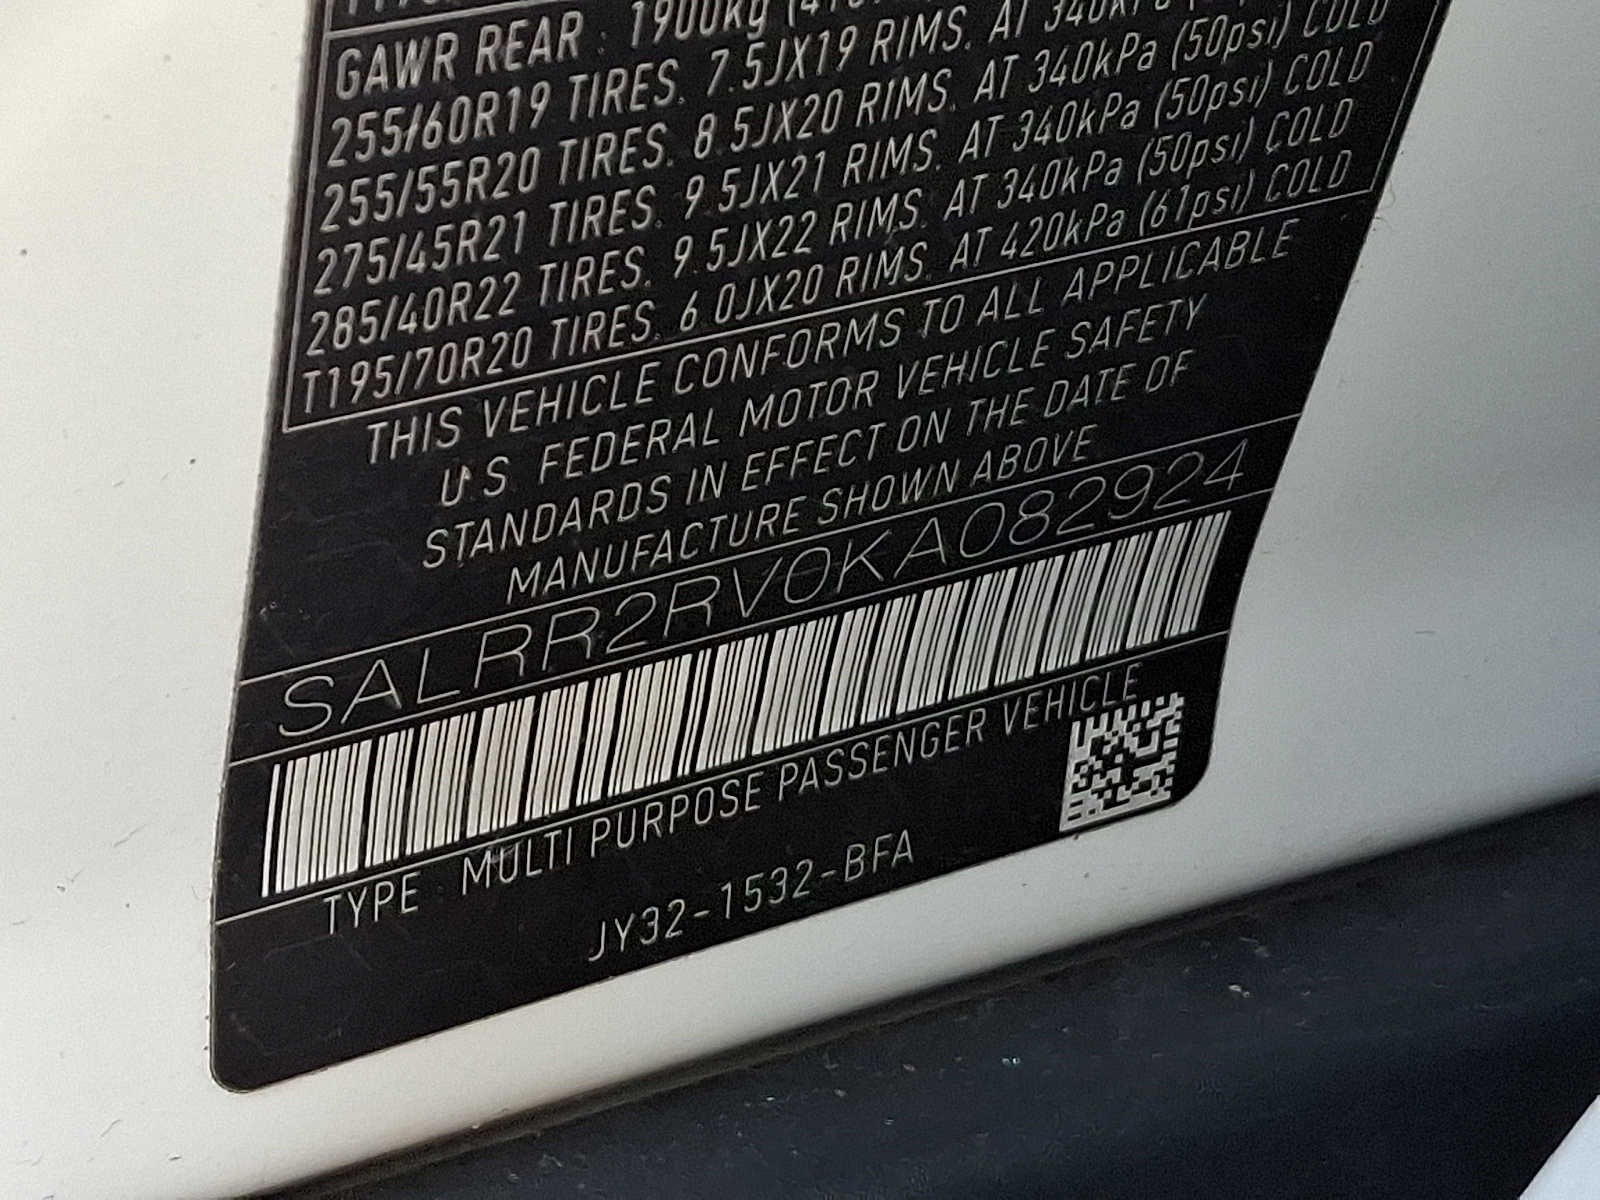 GAWR REAR : 1900kg
255/60R19 TIRES. 7.5JX19 RIMS. AT 340kPa
255/55R20 TIRES. 8.5JX20 RIMS. AT 340kPa (50psi) COLD
275/45R21 TIRES. 9.5JX21 RIMS. AT 340kPa (50psi) COLD
285/40R22 TIRES. 9.5JX22 RIMS. AT 340kPa (50psi) COLD
T195/70R20 TIRES. 6.0JX20 RIMS. AT 420kPa (61psi) COLD
THIS VEHICLE CONFORMS TO ALL APPLICABLE
U.S. FEDERAL MOTOR VEHICLE SAFETY
STANDARDS IN EFFECT ON THE DATE OF
MANUFACTURE SHOWN ABOVE
SALRR2RV0KA082924
TYPE : MULTI PURPOSE PASSENGER VEHICLE
JY32-1532-BFA